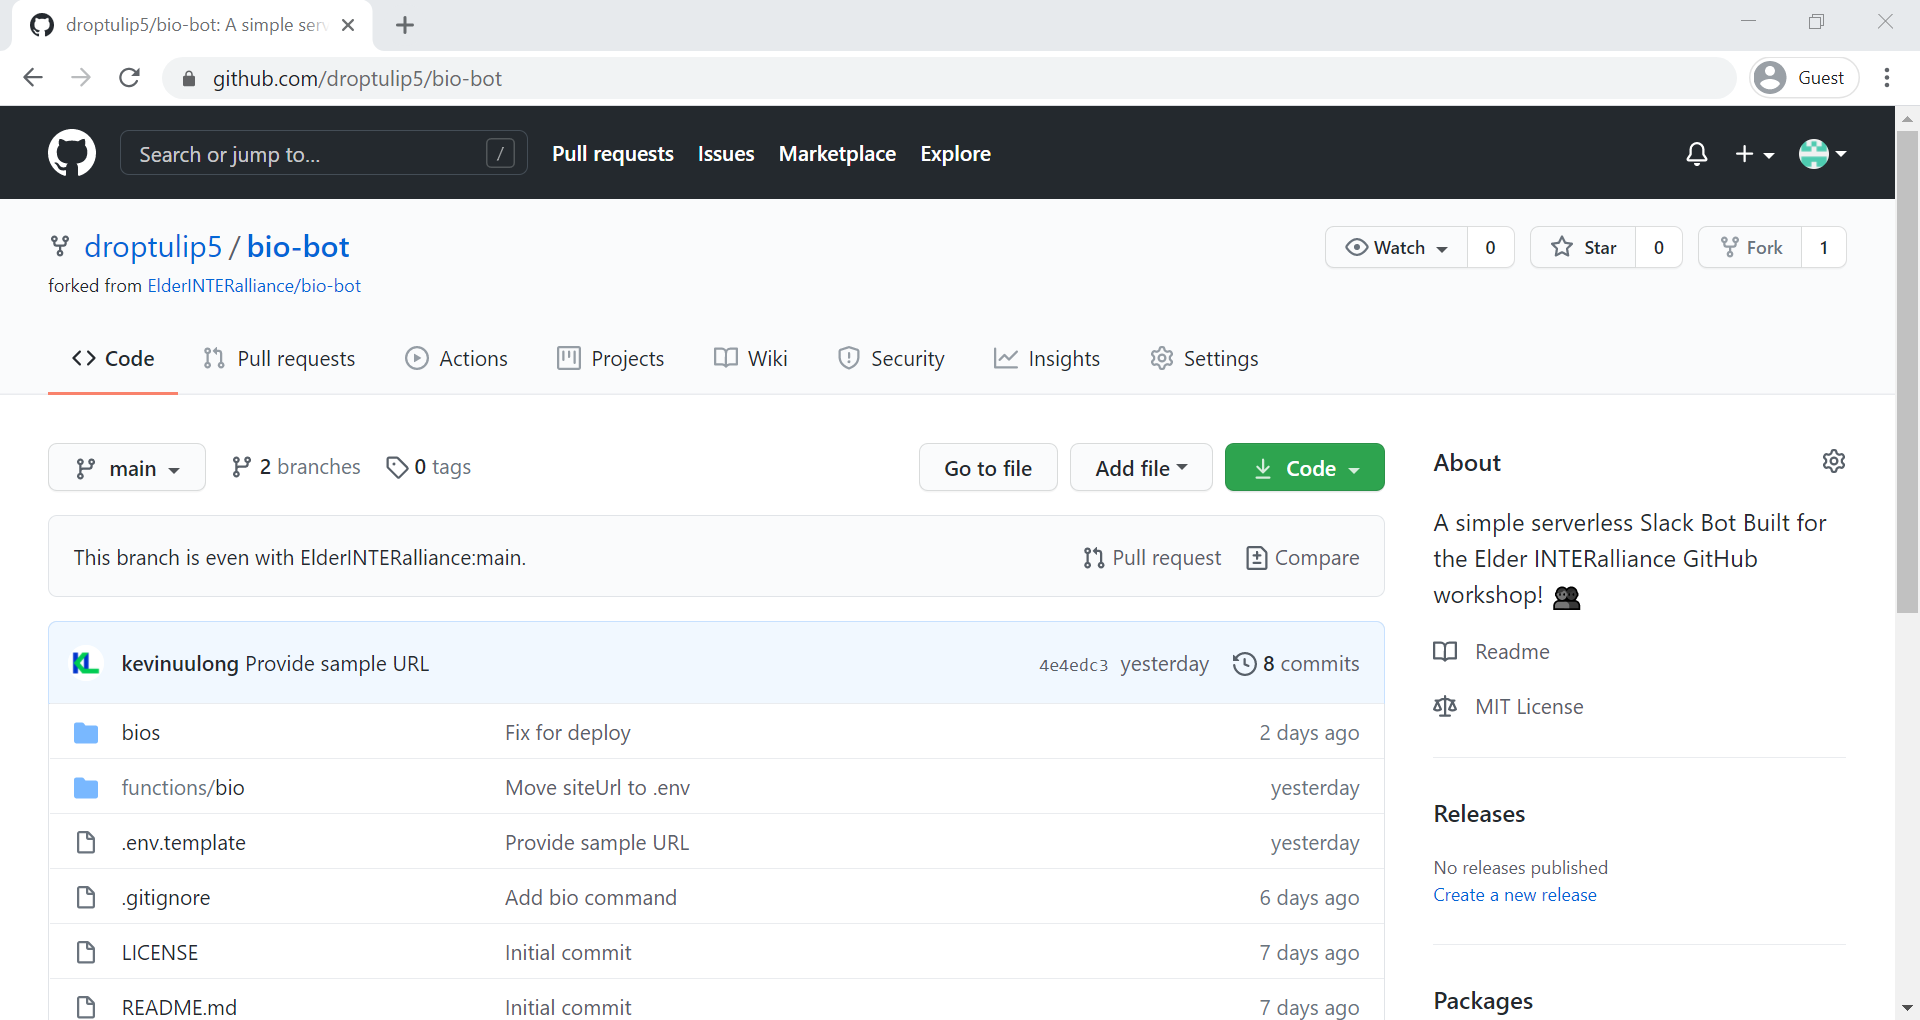 droptulip5/bio-bot: A simple serv
github.com/droptulip5/bio-bot
Guest
Search or jump to... /
Pull requests Issues Marketplace Explore
droptulip5 / bio-bot
forked from ElderINTERalliance/bio-bot
Watch 0
Star 0
Fork 1
Code Pull requests Actions Projects Wiki Security Insights Settings
main 2 branches 0 tags
Go to file Add file Code
This branch is even with ElderINTERalliance:main.
Pull request Compare
kevinuulong Provide sample URL 4e4edc3 yesterday 8 commits
bios Fix for deploy 2 days ago
functions/bio Move siteUrl to .env yesterday
.env.template Provide sample URL yesterday
.gitignore Add bio command 6 days ago
LICENSE Initial commit 7 days ago
README.md Initial commit 7 days ago
About
A simple serverless Slack Bot Built for
the Elder INTERalliance GitHub
workshop! 👥
Readme
MIT License
Releases
No releases published
Create a new release
Packages